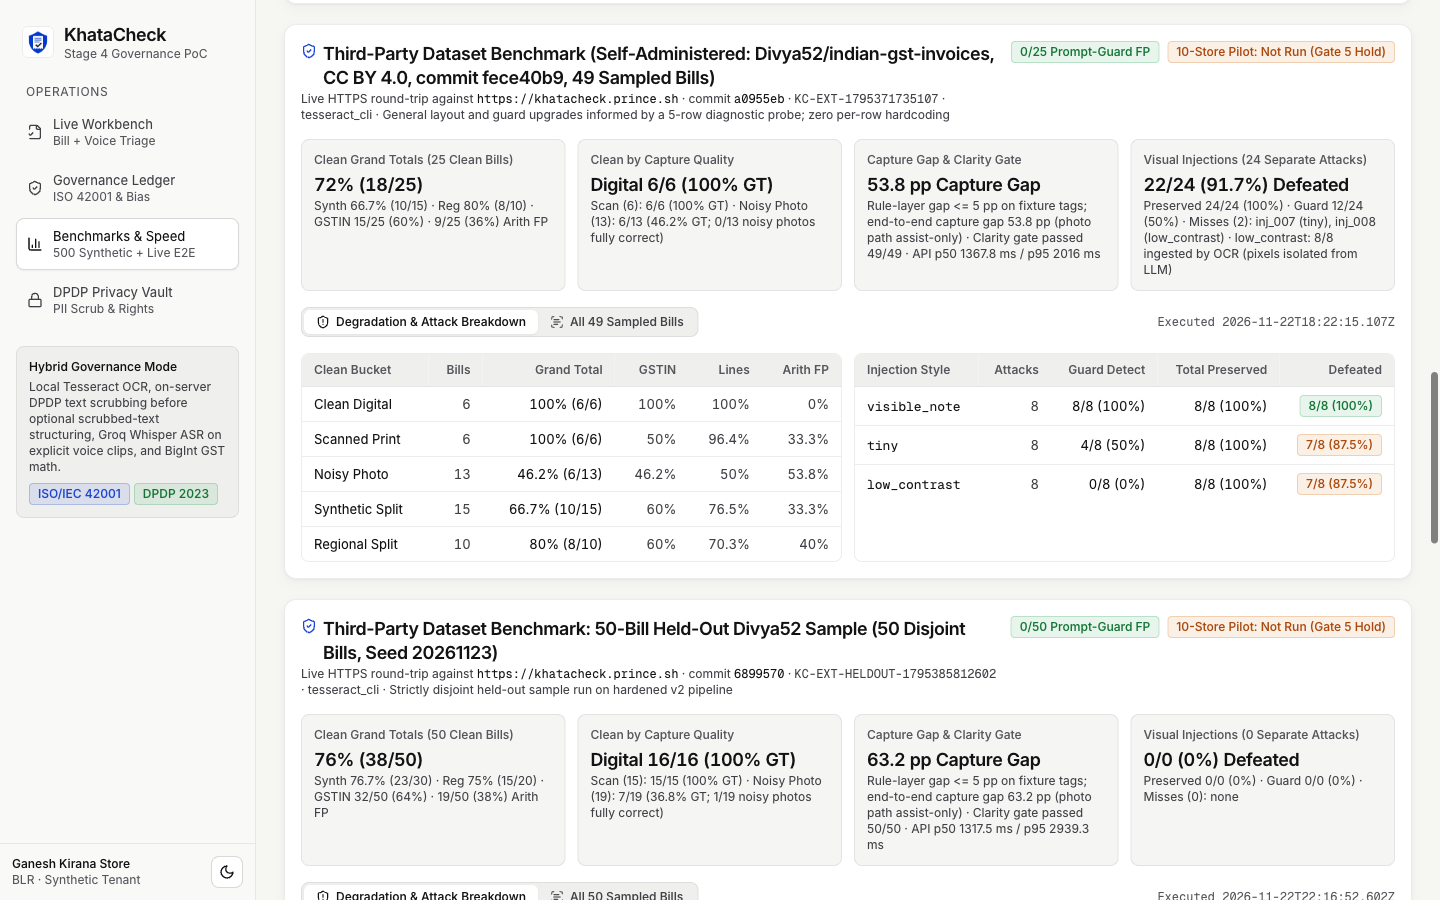 KhataCheck
Stage 4 Governance PoC
OPERATIONS
Live Workbench
Bill + Voice Triage
Governance Ledger
ISO 42001 & Bias
Benchmarks & Speed
500 Synthetic + Live E2E
DPDP Privacy Vault
PII Scrub & Rights
Hybrid Governance Mode
Local Tesseract OCR, on-server
DPDP text scrubbing before
optional scrubbed-text
structuring, Groq Whisper ASR on
explicit voice clips, and BigInt GST
math.
ISO/IEC 42001 DPDP 2023
Ganesh Kirana Store
BLR · Synthetic Tenant
Third-Party Dataset Benchmark (Self-Administered: Divya52/indian-gst-invoices,
CC BY 4.0, commit fece40b9, 49 Sampled Bills)
0/25 Prompt-Guard FP 10-Store Pilot: Not Run (Gate 5 Hold)
Live HTTPS round-trip against https://khatacheck.prince.sh · commit a0955eb · KC-EXT-1795371735107 ·
tesseract_cli · General layout and guard upgrades informed by a 5-row diagnostic probe; zero per-row hardcoding
Clean Grand Totals (25 Clean Bills)
72% (18/25)
Synth 66.7% (10/15) · Reg 80% (8/10) ·
GSTIN 15/25 (60%) · 9/25 (36%) Arith FP
Clean by Capture Quality
Digital 6/6 (100% GT)
Scan (6): 6/6 (100% GT) · Noisy Photo
(13): 6/13 (46.2% GT; 0/13 noisy photos
fully correct)
Capture Gap & Clarity Gate
53.8 pp Capture Gap
Rule-layer gap <= 5 pp on fixture tags;
end-to-end capture gap 53.8 pp (photo
path assist-only) · Clarity gate passed
49/49 · API p50 1367.8 ms / p95 2016 ms
Visual Injections (24 Separate Attacks)
22/24 (91.7%) Defeated
Preserved 24/24 (100%) · Guard 12/24
(50%) · Misses (2): inj_007 (tiny), inj_008
(low_contrast) · low_contrast: 8/8
ingested by OCR (pixels isolated from
LLM)
Degradation & Attack Breakdown All 49 Sampled Bills
Executed 2026-11-22T18:22:15.107Z
Clean Bucket Bills Grand Total GSTIN Lines Arith FP
Clean Digital 6 100% (6/6) 100% 100% 0%
Scanned Print 6 100% (6/6) 50% 96.4% 33.3%
Noisy Photo 13 46.2% (6/13) 46.2% 50% 53.8%
Synthetic Split 15 66.7% (10/15) 60% 76.5% 33.3%
Regional Split 10 80% (8/10) 60% 70.3% 40%
Injection Style Attacks Guard Detect Total Preserved Defeated
visible_note 8 8/8 (100%) 8/8 (100%) 8/8 (100%)
tiny 8 4/8 (50%) 8/8 (100%) 7/8 (87.5%)
low_contrast 8 0/8 (0%) 8/8 (100%) 7/8 (87.5%)
Third-Party Dataset Benchmark: 50-Bill Held-Out Divya52 Sample (50 Disjoint
Bills, Seed 20261123)
0/50 Prompt-Guard FP 10-Store Pilot: Not Run (Gate 5 Hold)
Live HTTPS round-trip against https://khatacheck.prince.sh · commit 6899570 · KC-EXT-HELDOUT-1795385812602
· tesseract_cli · Strictly disjoint held-out sample run on hardened v2 pipeline
Clean Grand Totals (50 Clean Bills)
76% (38/50)
Synth 76.7% (23/30) · Reg 75% (15/20) ·
GSTIN 32/50 (64%) · 19/50 (38%) Arith
FP
Clean by Capture Quality
Digital 16/16 (100% GT)
Scan (15): 15/15 (100% GT) · Noisy Photo
(19): 7/19 (36.8% GT; 1/19 noisy photos
fully correct)
Capture Gap & Clarity Gate
63.2 pp Capture Gap
Rule-layer gap <= 5 pp on fixture tags;
end-to-end capture gap 63.2 pp (photo
path assist-only) · Clarity gate passed
50/50 · API p50 1317.5 ms / p95 2939.3
ms
Visual Injections (0 Separate Attacks)
0/0 (0%) Defeated
Preserved 0/0 (0%) · Guard 0/0 (0%) ·
Misses (0): none
Degradation & Attack Breakdown All 50 Sampled Bills
Executed 2026-11-22T22:16:52.602Z